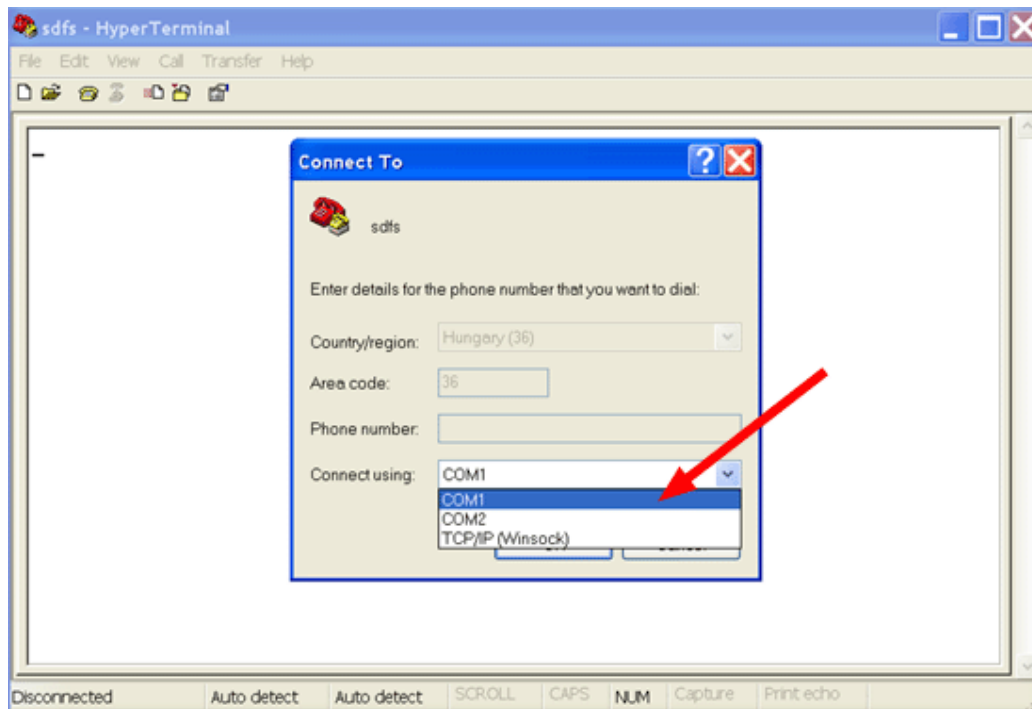 sdfs - HyperTerminal
File Edit View Call Transfer Help
Connect To
sdfs
Enter details for the phone number that you want to dial:
Country/region: Hungary (36)
Area code: 36
Phone number:
Connect using: COM1
COM1
COM2
TCP/IP (Winsock)
Disconnected Auto detect Auto detect SCROLL CAPS NUM Capture Print echo